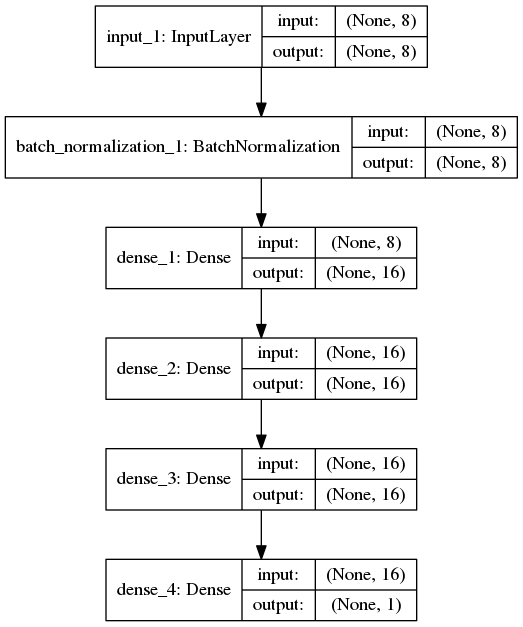 input_1: InputLayer
input: (None, 8)
output: (None, 8)
batch_normalization_1: BatchNormalization
input: (None, 8)
output: (None, 8)
dense_1: Dense
input: (None, 8)
output: (None, 16)
dense_2: Dense
input: (None, 16)
output: (None, 16)
dense_3: Dense
input: (None, 16)
output: (None, 16)
dense_4: Dense
input: (None, 16)
output: (None, 1)